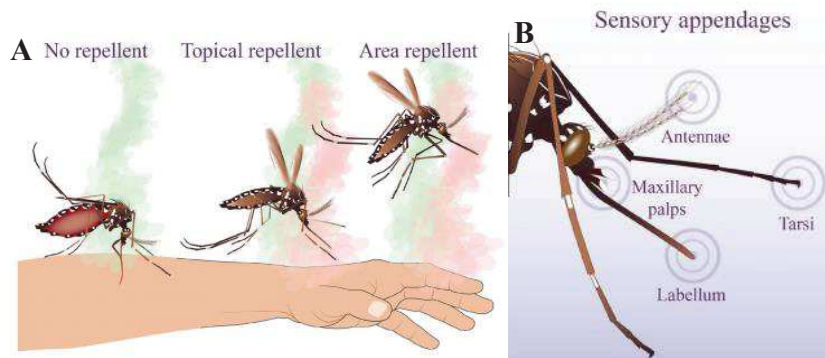 A
No repellent
Topical repellent
Area repellent
B
Sensory appendages
Antennae
Maxillary
palps
Tarsi
Labellum